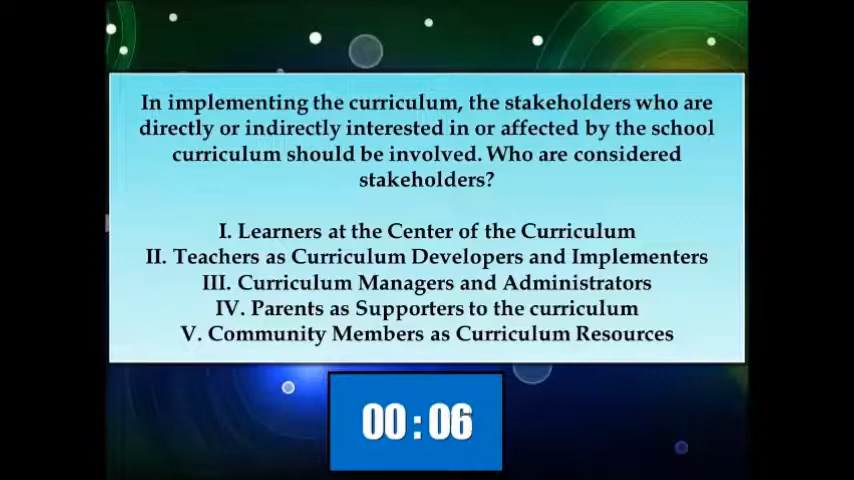 In implementing the curriculum, the stakeholders who are
directly or indirectly interested in or affected by the school
curriculum should be involved. Who are considered
stakeholders?
I. Learners at the Center of the Curriculum
II. Teachers as Curriculum Developers and Implementers
III. Curriculum Managers and Administrators
IV. Parents as Supporters to the curriculum
V. Community Members as Curriculum Resources
00 : 06